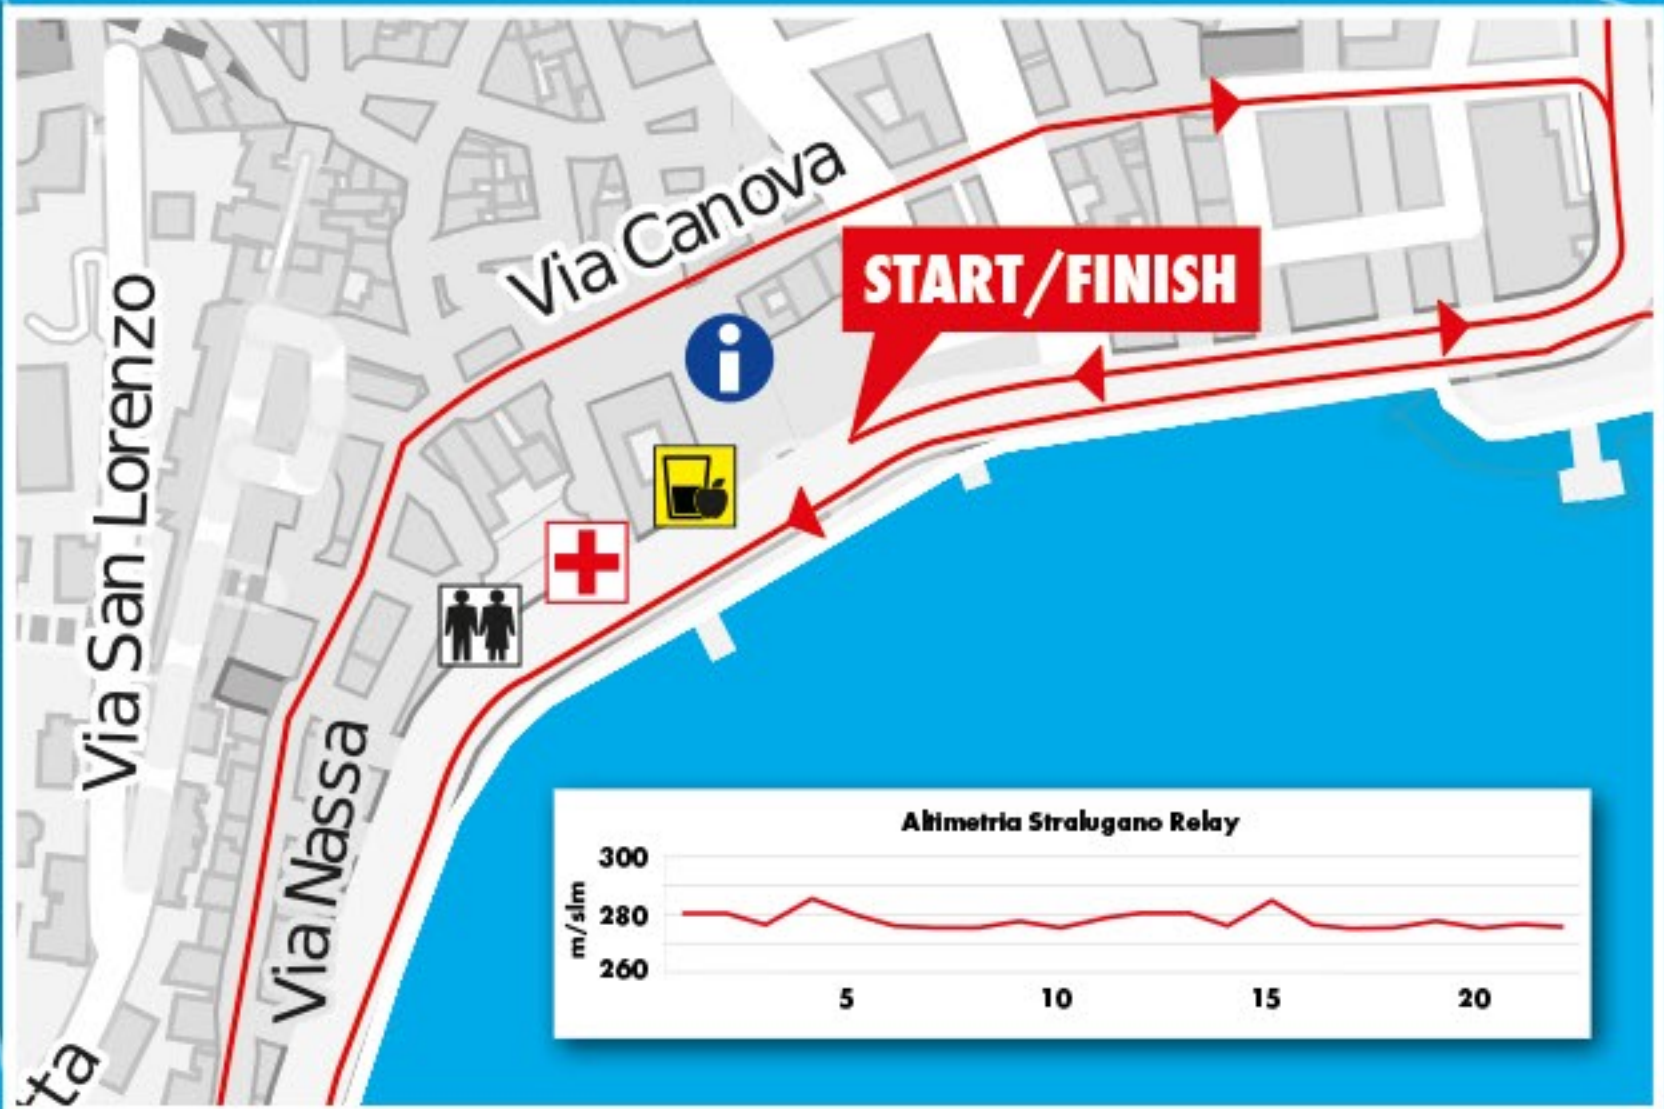 Via Canova
START/FINISH
Via San Lorenzo
Via Nassa
tta
Altimetria Stralugano Relay
300
280
260
m/slm
5 10 15 20